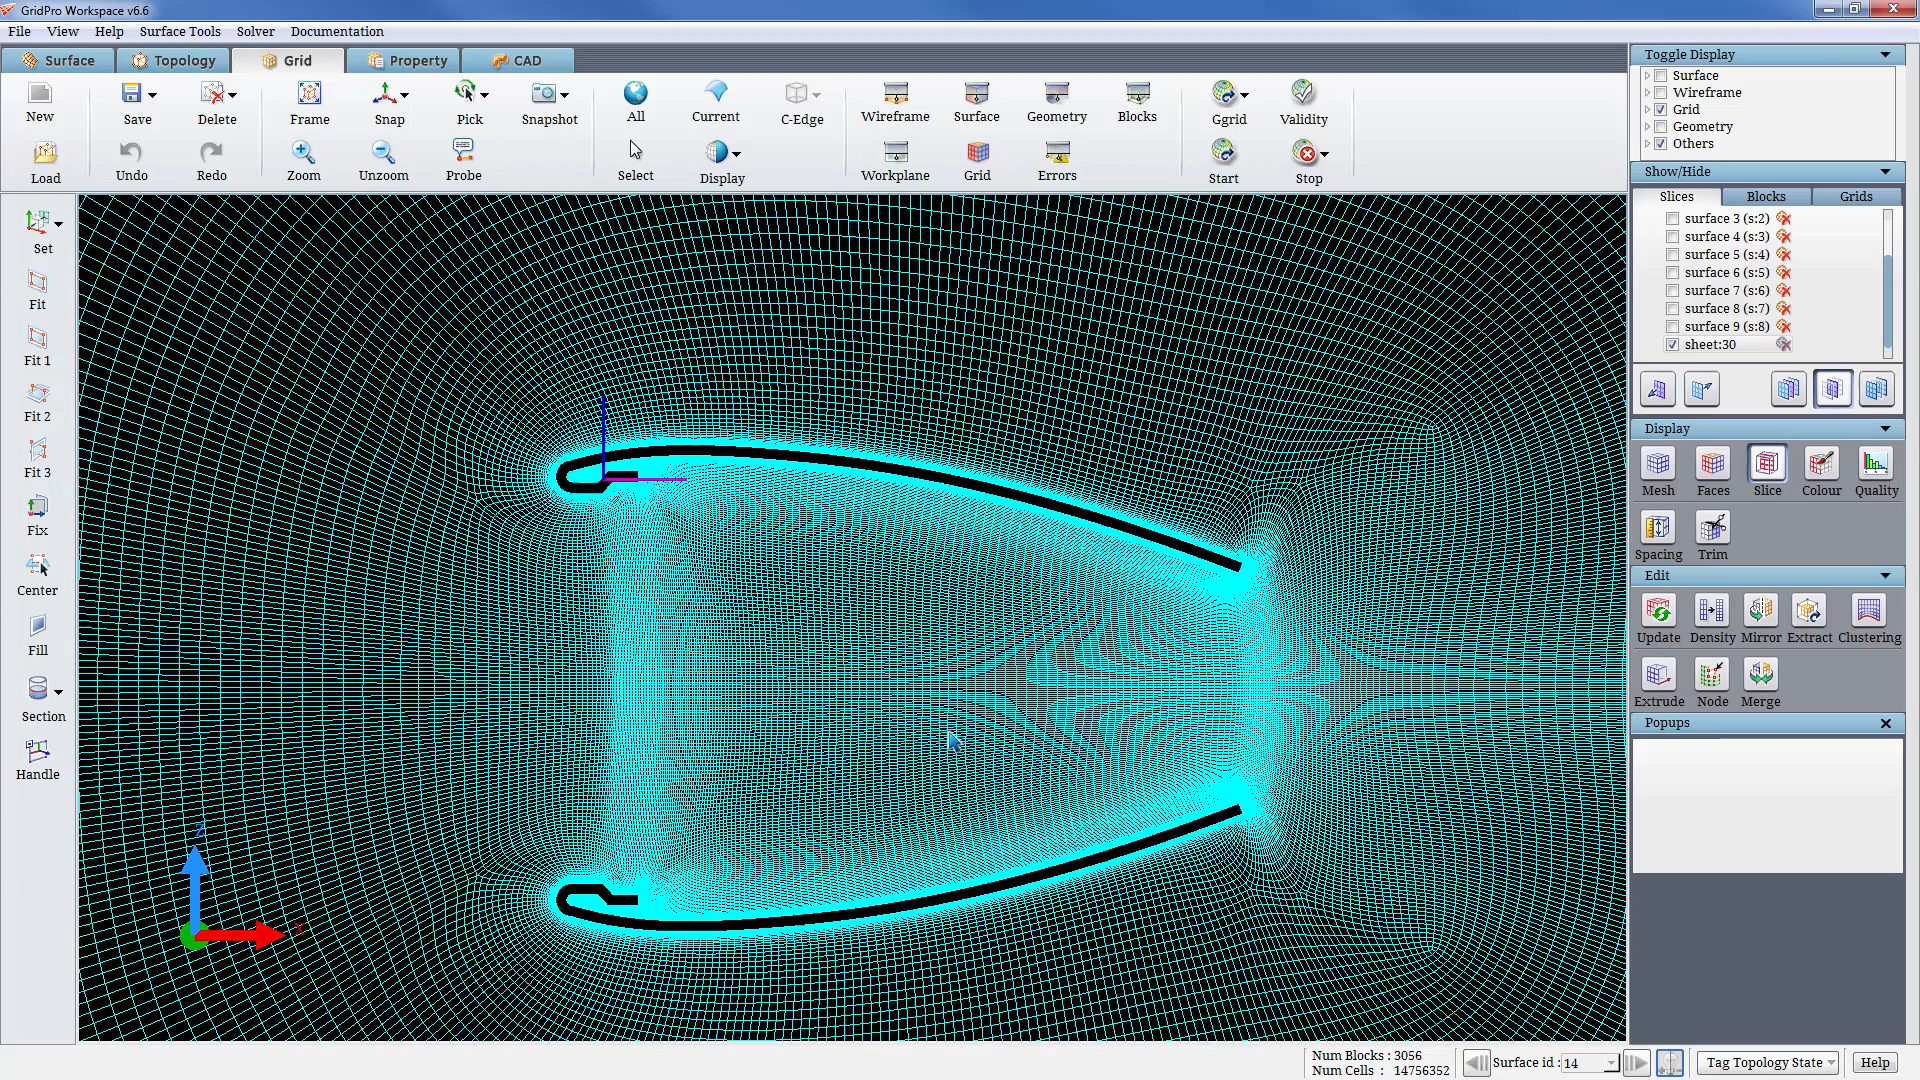 GridPro Workspace v6.6
File View Help Surface Tools Solver Documentation
Surface Topology Grid Property CAD
New Save Delete Frame Snap Pick Snapshot All Current C-Edge Wireframe Surface Geometry Blocks Ggrid Validity
Load Undo Redo Zoom Unzoom Probe Select Display Workplane Grid Errors Start Stop
Set
Fit
Fit 1
Fit 2
Fit 3
Fix
Center
Fill
Section
Handle
Z
X
Toggle Display
Surface
Wireframe
Grid
Geometry
Others
Show/Hide
Slices Blocks Grids
surface 3 (s:2)
surface 4 (s:3)
surface 5 (s:4)
surface 6 (s:5)
surface 7 (s:6)
surface 8 (s:7)
surface 9 (s:8)
sheet:30
Display
Mesh Faces Slice Colour Quality
Spacing Trim
Edit
Update Density Mirror Extract Clustering
Extrude Node Merge
Popups
Num Blocks : 3056
Num Cells : 14756352
Surface id : 14
Tag Topology State
Help